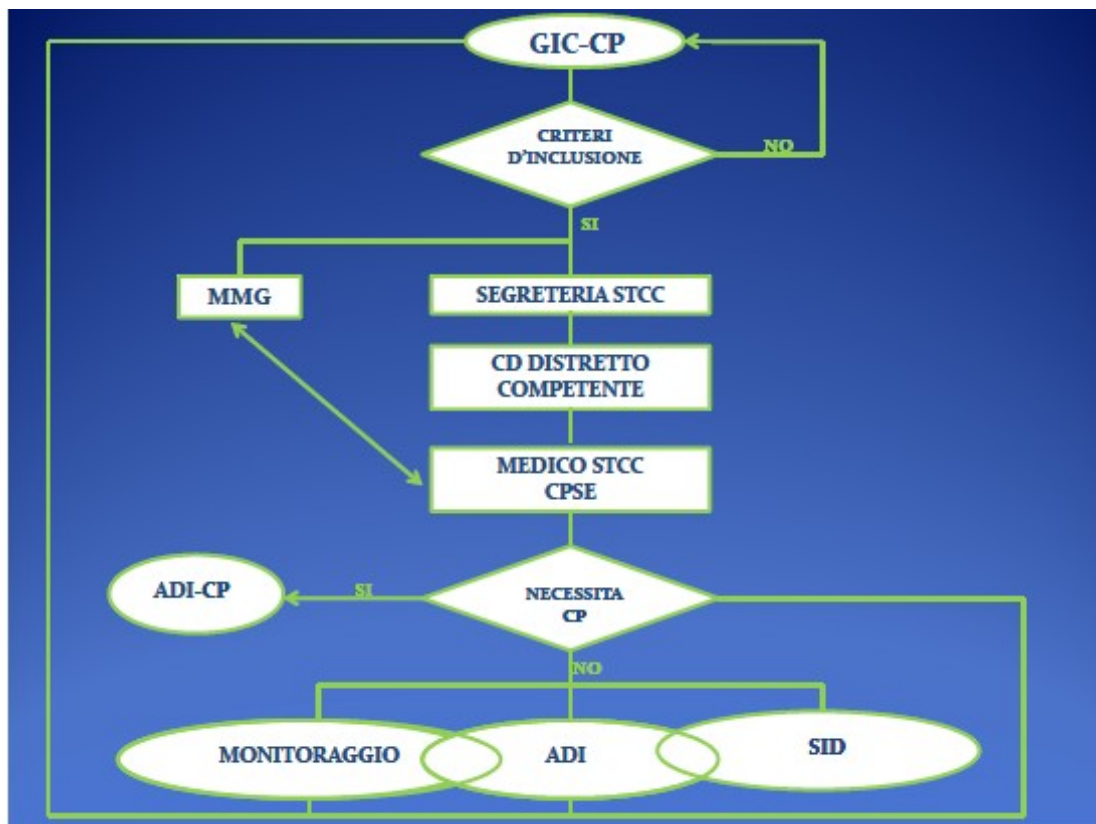 GIC-CP
CRITERI
D'INCLUSIONE
NO
SI
MMG
SEGRETERIA STCC
CD DISTRETTO
COMPETENTE
MEDICO STCC
CPSE
ADI-CP
SI
NECESSITA
CP
NO
MONITORAGGIO
ADI
SID